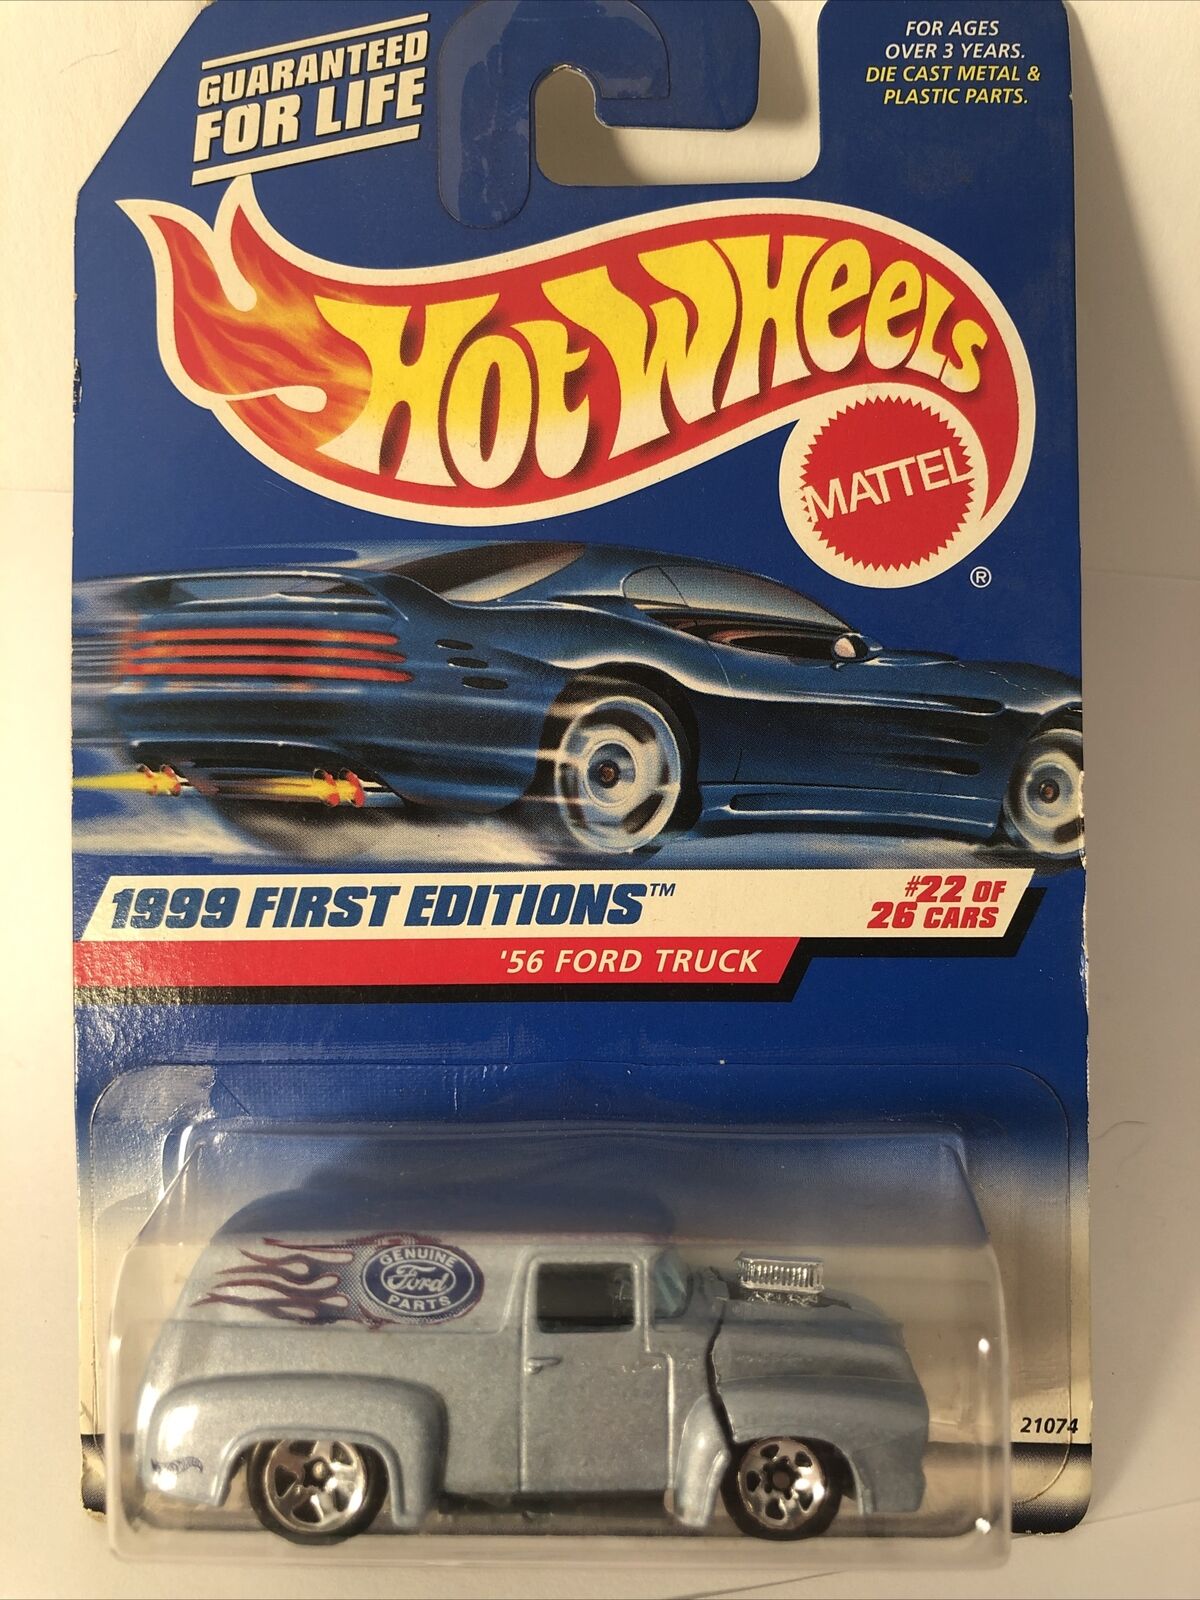 GUARANTEED
FOR LIFE
FOR AGES
OVER 3 YEARS.
DIE CAST METAL &
PLASTIC PARTS.
HOT WHEELS
MATTEL
®
1999 FIRST EDITIONS™
#22 OF
26 CARS
'56 FORD TRUCK
GENUINE
Ford
PARTS
21074